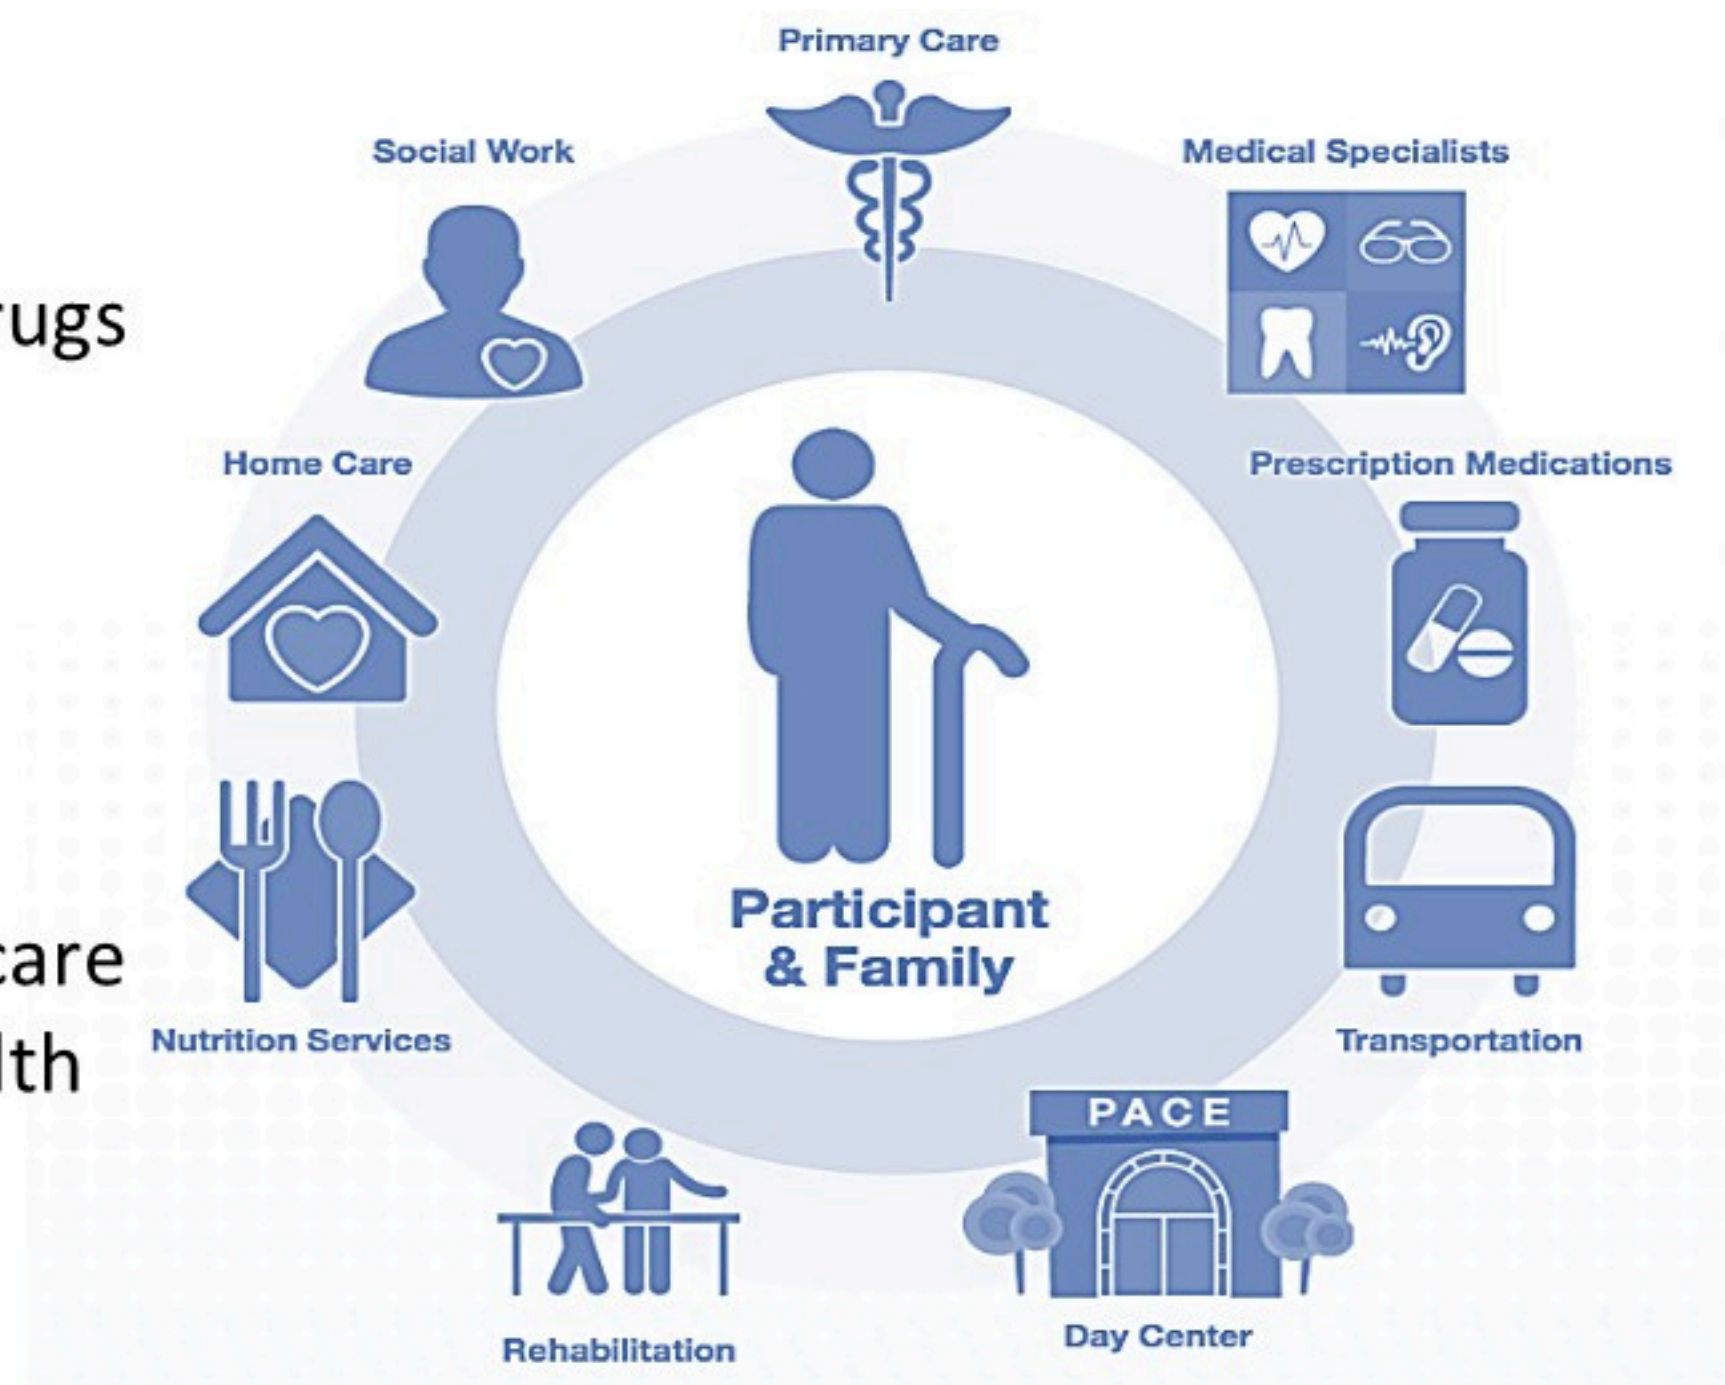 Primary Care
Social Work
Medical Specialists
Home Care
Prescription Medications
Participant
& Family
Nutrition Services
Transportation
PACE
Rehabilitation
Day Center
care